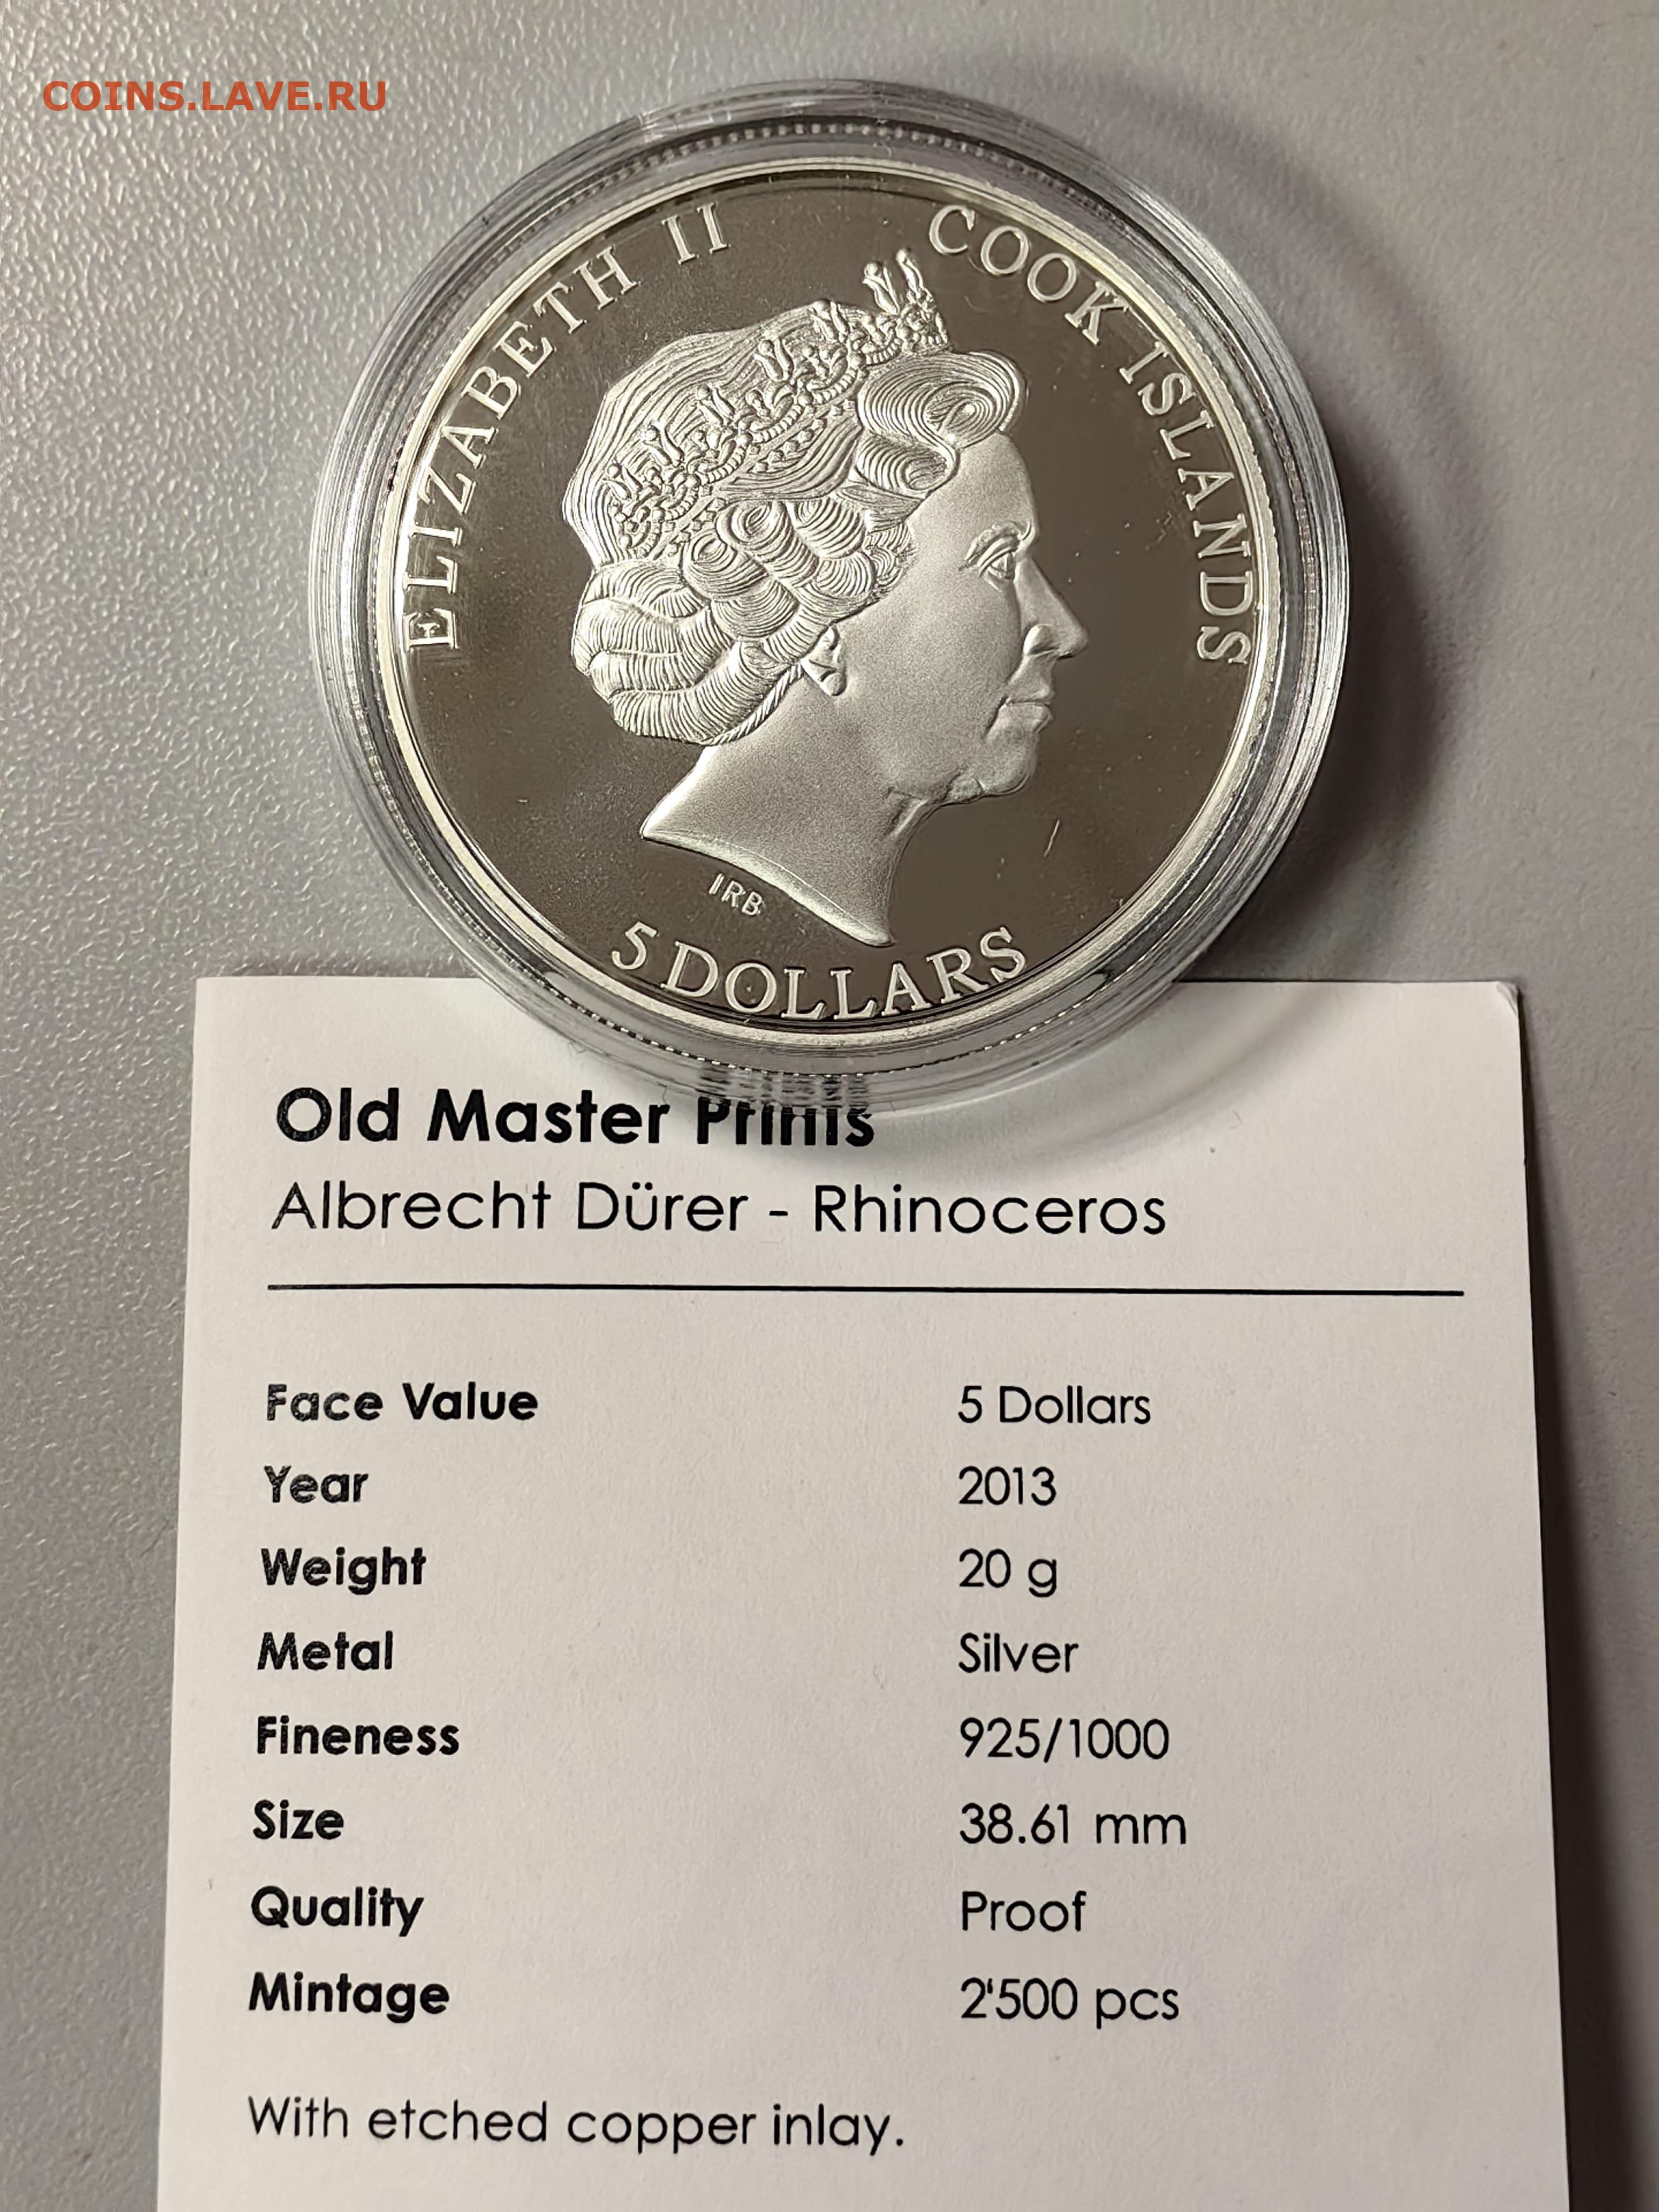 COINS.LAVE.RU
ELIZABETH II COOK ISLANDS
IRB
5 DOLLARS
Old Master Prints
Albrecht Dürer - Rhinoceros
Face Value 5 Dollars
Year 2013
Weight 20 g
Metal Silver
Fineness 925/1000
Size 38.61 mm
Quality Proof
Mintage 2'500 pcs
With etched copper inlay.